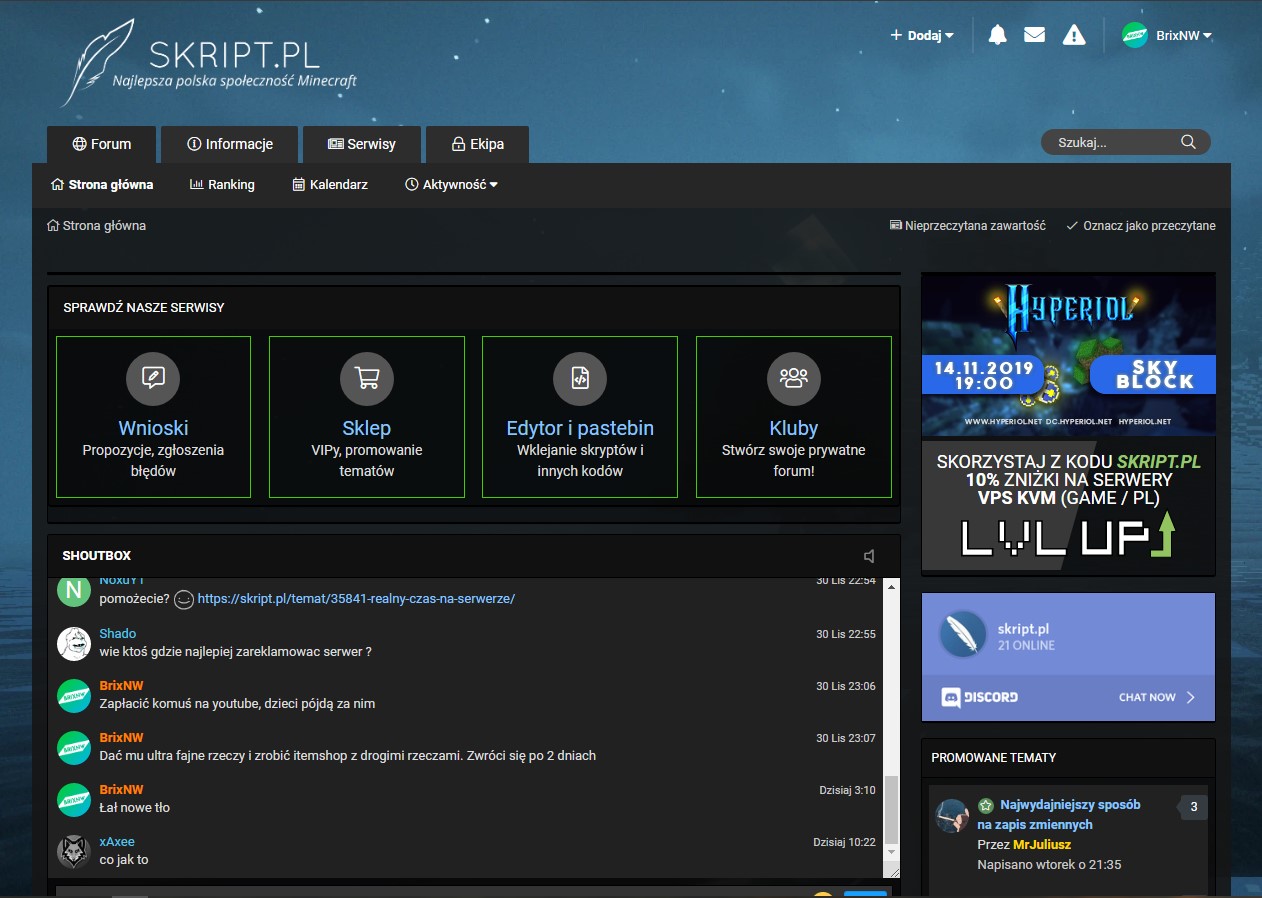 SKRIPT.PL
Najlepsza polska społeczność Minecraft
+ Dodaj
BrixNW
Forum
Informacje
Serwisy
Ekipa
Szukaj...
Strona główna
Ranking
Kalendarz
Aktywność
Strona główna
Nieprzeczytana zawartość
Oznacz jako przeczytane
SPRAWDŹ NASZE SERWISY
Wnioski
Propozycje, zgłoszenia
błędów
Sklep
VIPy, promowanie
tematów
Edytor i pastebin
Wklejanie skryptów i
innych kodów
Kluby
Stwórz swoje prywatne
forum!
SHOUTBOX
N
NoxuYT
30 Lis 22:54
pomożecie? https://skript.pl/temat/35841-realny-czas-na-serwerze/
Shado
30 Lis 22:55
wie ktoś gdzie najlepiej zareklamowac serwer ?
BRIXNW
BrixNW
30 Lis 23:06
Zapłacić komuś na youtube, dzieci pójdą za nim
BRIXNW
BrixNW
30 Lis 23:07
Dać mu ultra fajne rzeczy i zrobić itemshop z drogimi rzeczami. Zwróci się po 2 dniach
BRIXNW
BrixNW
Dzisiaj 3:10
Łał nowe tło
xAxee
Dzisiaj 10:22
co jak to
HYPERIOL
14.11.2019
19:00
SKY
BLOCK
WWW.HYPERIOL.NET DC.HYPERIOL.NET HYPERIOL.NET
SKORZYSTAJ Z KODU SKRIPT.PL
10% ZNIŻKI NA SERWERY
VPS KVM (GAME / PL)
LVL UP
skript.pl
21 ONLINE
DISCORD
CHAT NOW
PROMOWANE TEMATY
Najwydajniejszy sposób
na zapis zmiennych
3
Przez MrJuliusz
Napisano wtorek o 21:35